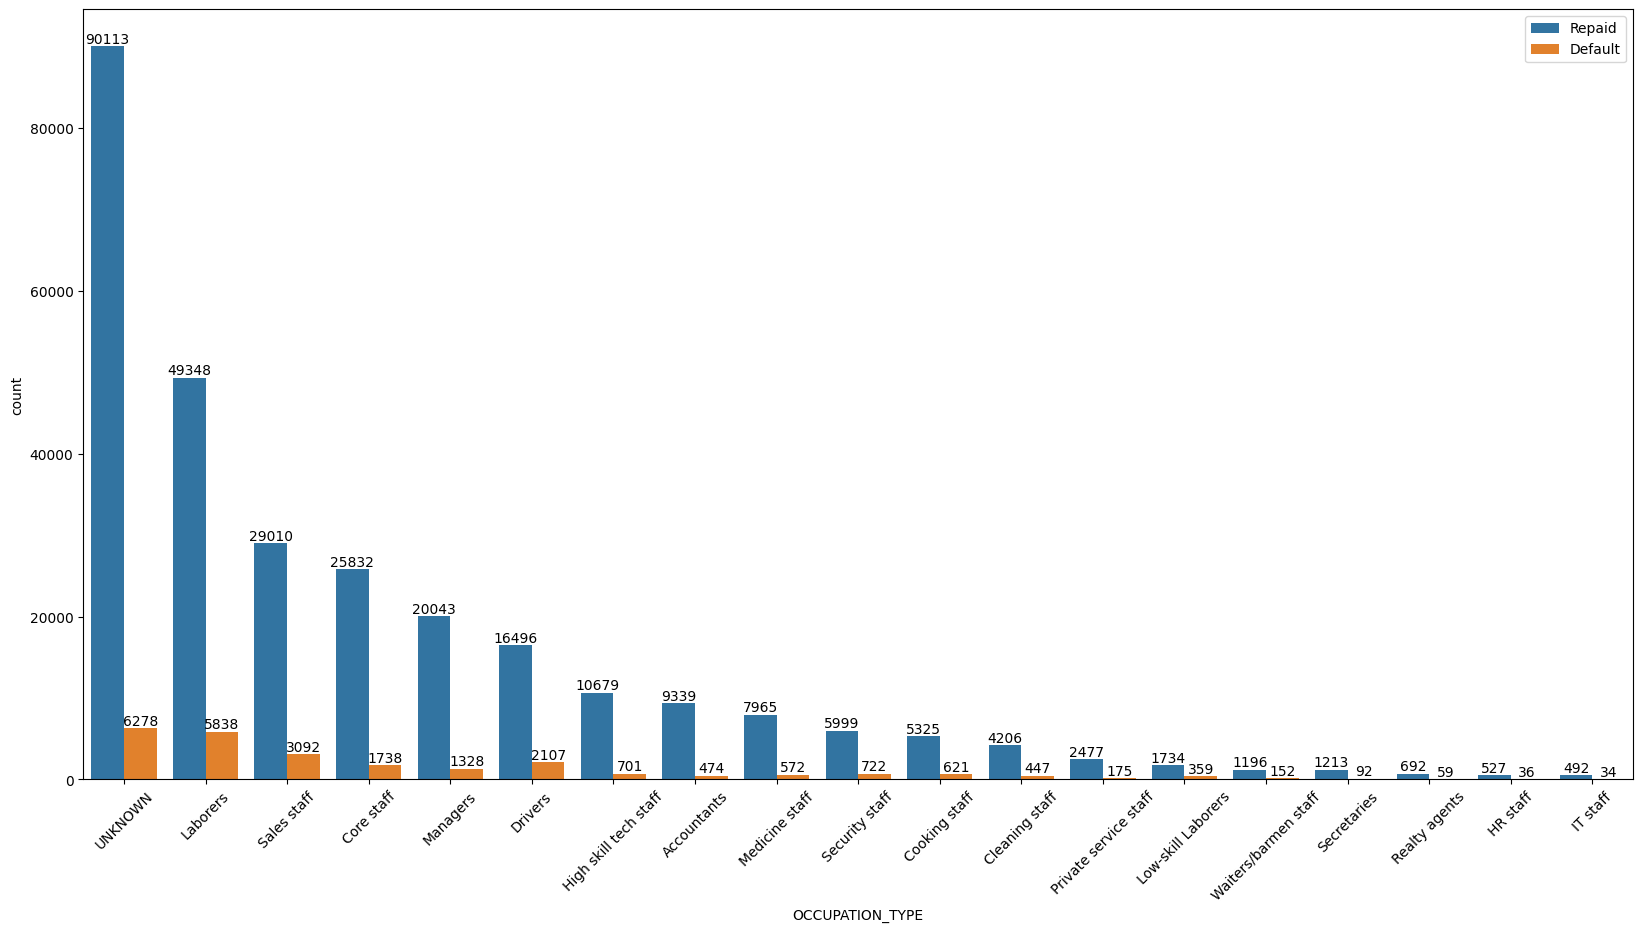 Repaid
Default
count
80000
60000
40000
20000
0
90113
6278
49348
5838
29010
3092
25832
1738
20043
1328
16496
2107
10679
701
9339
474
7965
572
5999
722
5325
621
4206
447
2477
175
1734
359
1196
152
1213
92
692
59
527
36
492
34
UNKNOWN
Laborers
Sales staff
Core staff
Managers
Drivers
High skill tech staff
Accountants
Medicine staff
Security staff
Cooking staff
Cleaning staff
Private service staff
Low-skill Laborers
Waiters/barmen staff
Secretaries
Realty agents
HR staff
IT staff
OCCUPATION_TYPE